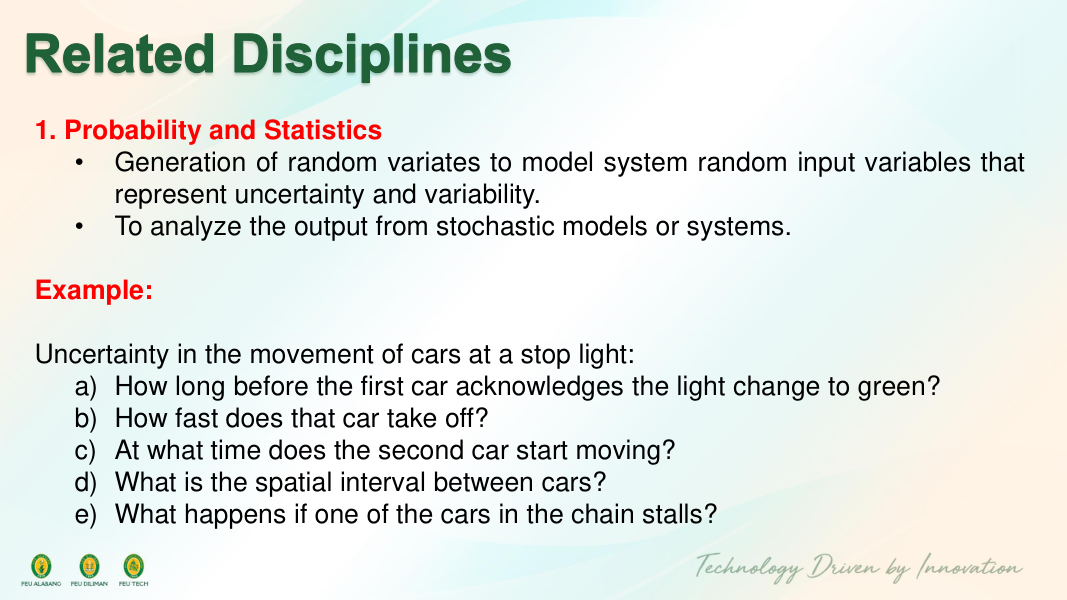 Related Disciplines
1. Probability and Statistics
• Generation of random variates to model system random input variables that
represent uncertainty and variability.
• To analyze the output from stochastic models or systems.
Example:
Uncertainty in the movement of cars at a stop light:
a) How long before the first car acknowledges the light change to green?
b) How fast does that car take off?
c) At what time does the second car start moving?
d) What is the spatial interval between cars?
e) What happens if one of the cars in the chain stalls?
FEU ALABANG FEU DILIMAN FEU TECH
Technology Driven by Innovation